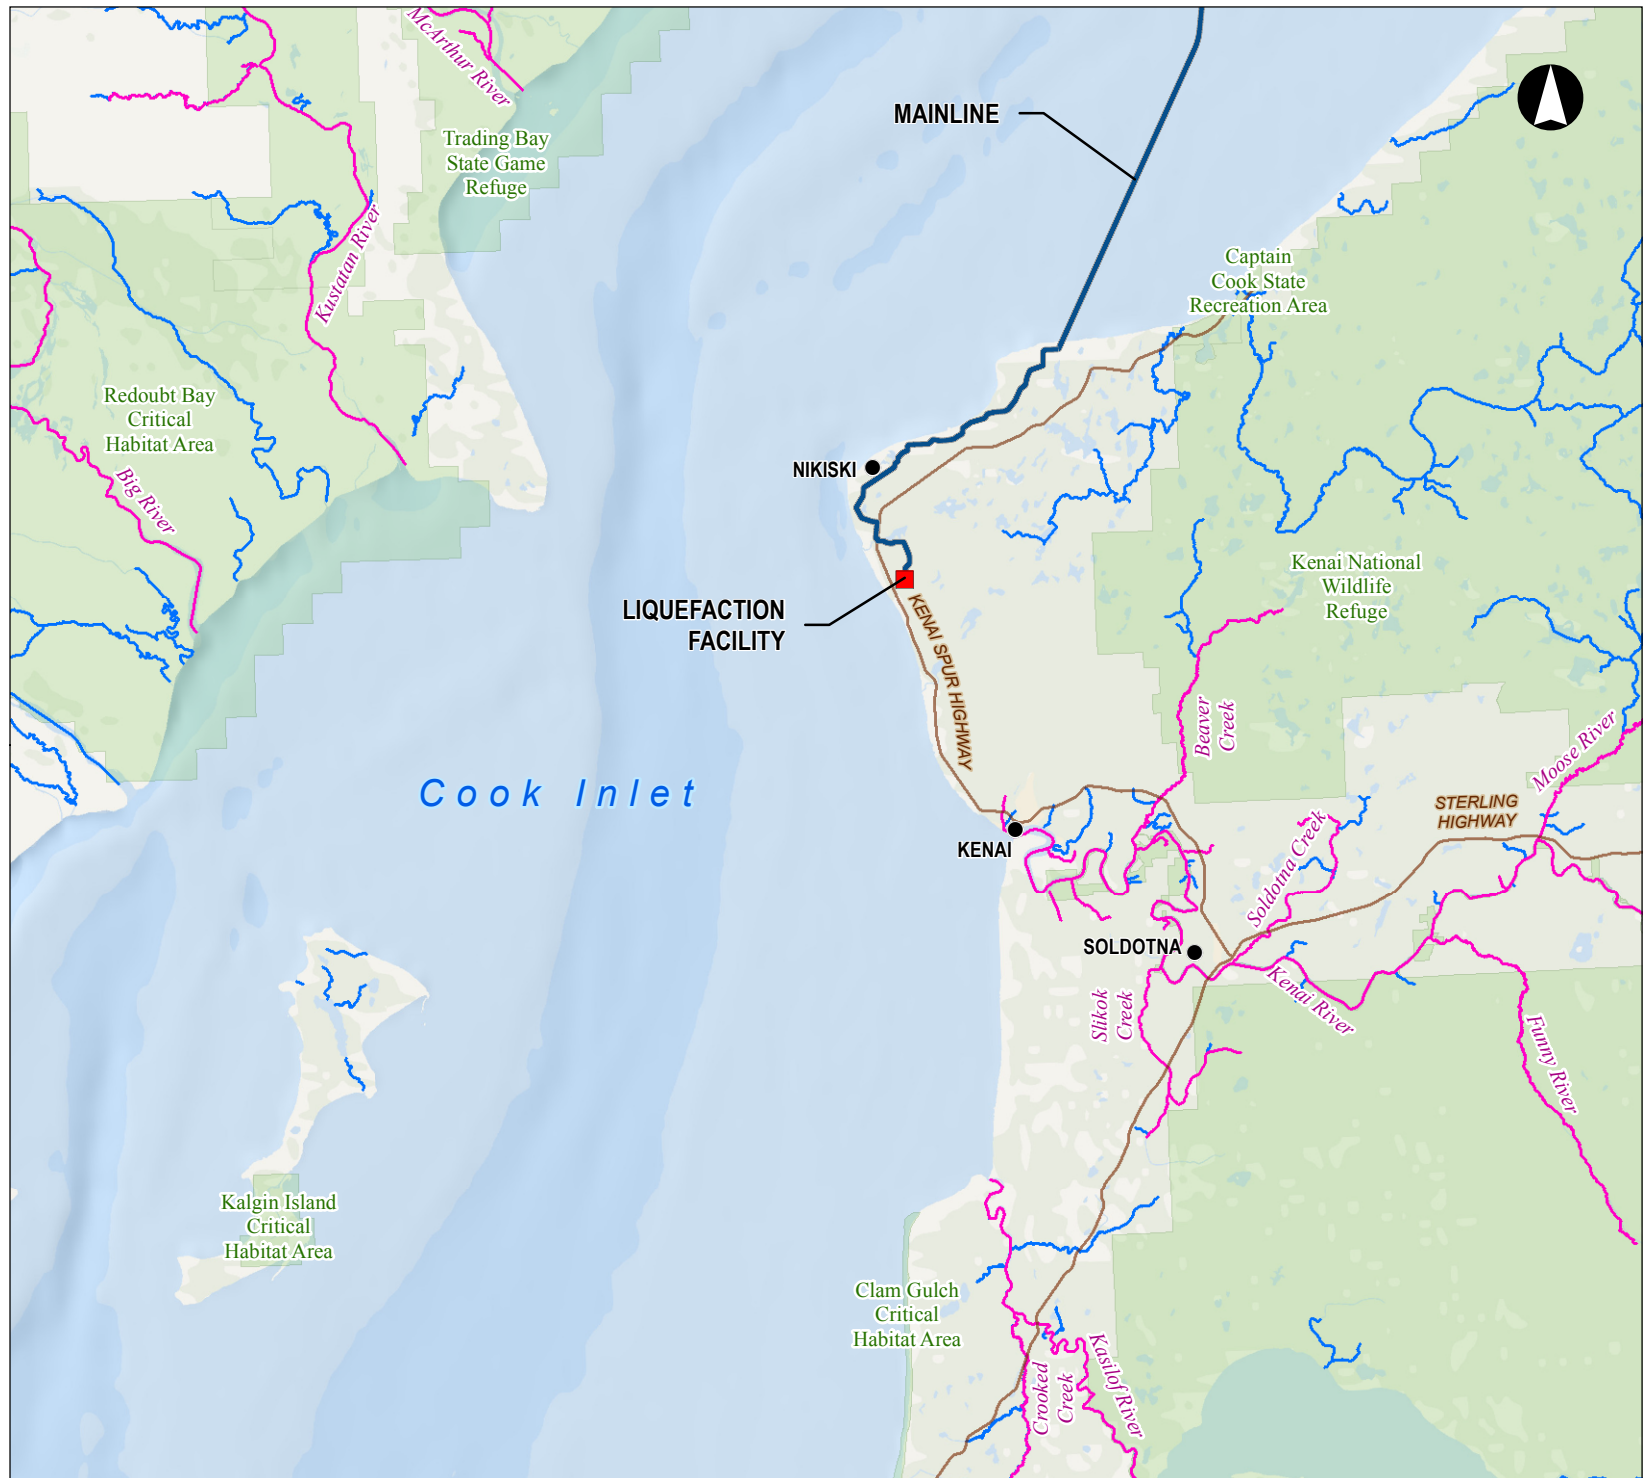 McArthur River
MAINLINE
Trading Bay
State Game
Refuge
Kustatan River
Captain
Cook State
Recreation Area
Redoubt Bay
Critical
Habitat Area
Big River
NIKISKI
LIQUEFACTION
FACILITY
KENAI SPUR HIGHWAY
Kenai National
Wildlife
Refuge
Beaver
Creek
Moose River
Cook Inlet
STERLING
HIGHWAY
KENAI
Soldotna Creek
SOLDOTNA
Slikok
Creek
Kenai River
Funny River
Kalgin Island
Critical
Habitat Area
Clam Gulch
Critical
Habitat Area
Crooked
Creek
Kasilof River